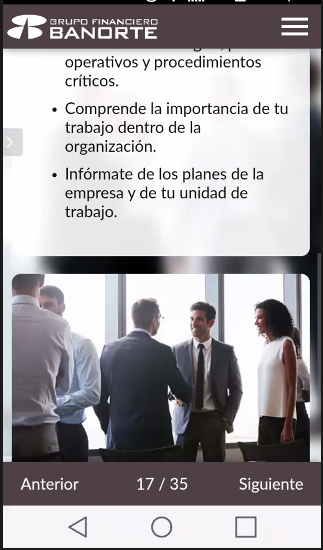 GRUPO FINANCIERO
BANORTE
operativos y procedimientos
críticos.
• Comprende la importancia de tu
trabajo dentro de la
organización.
• Infórmate de los planes de la
empresa y de tu unidad de
trabajo.
Anterior 17 / 35 Siguiente